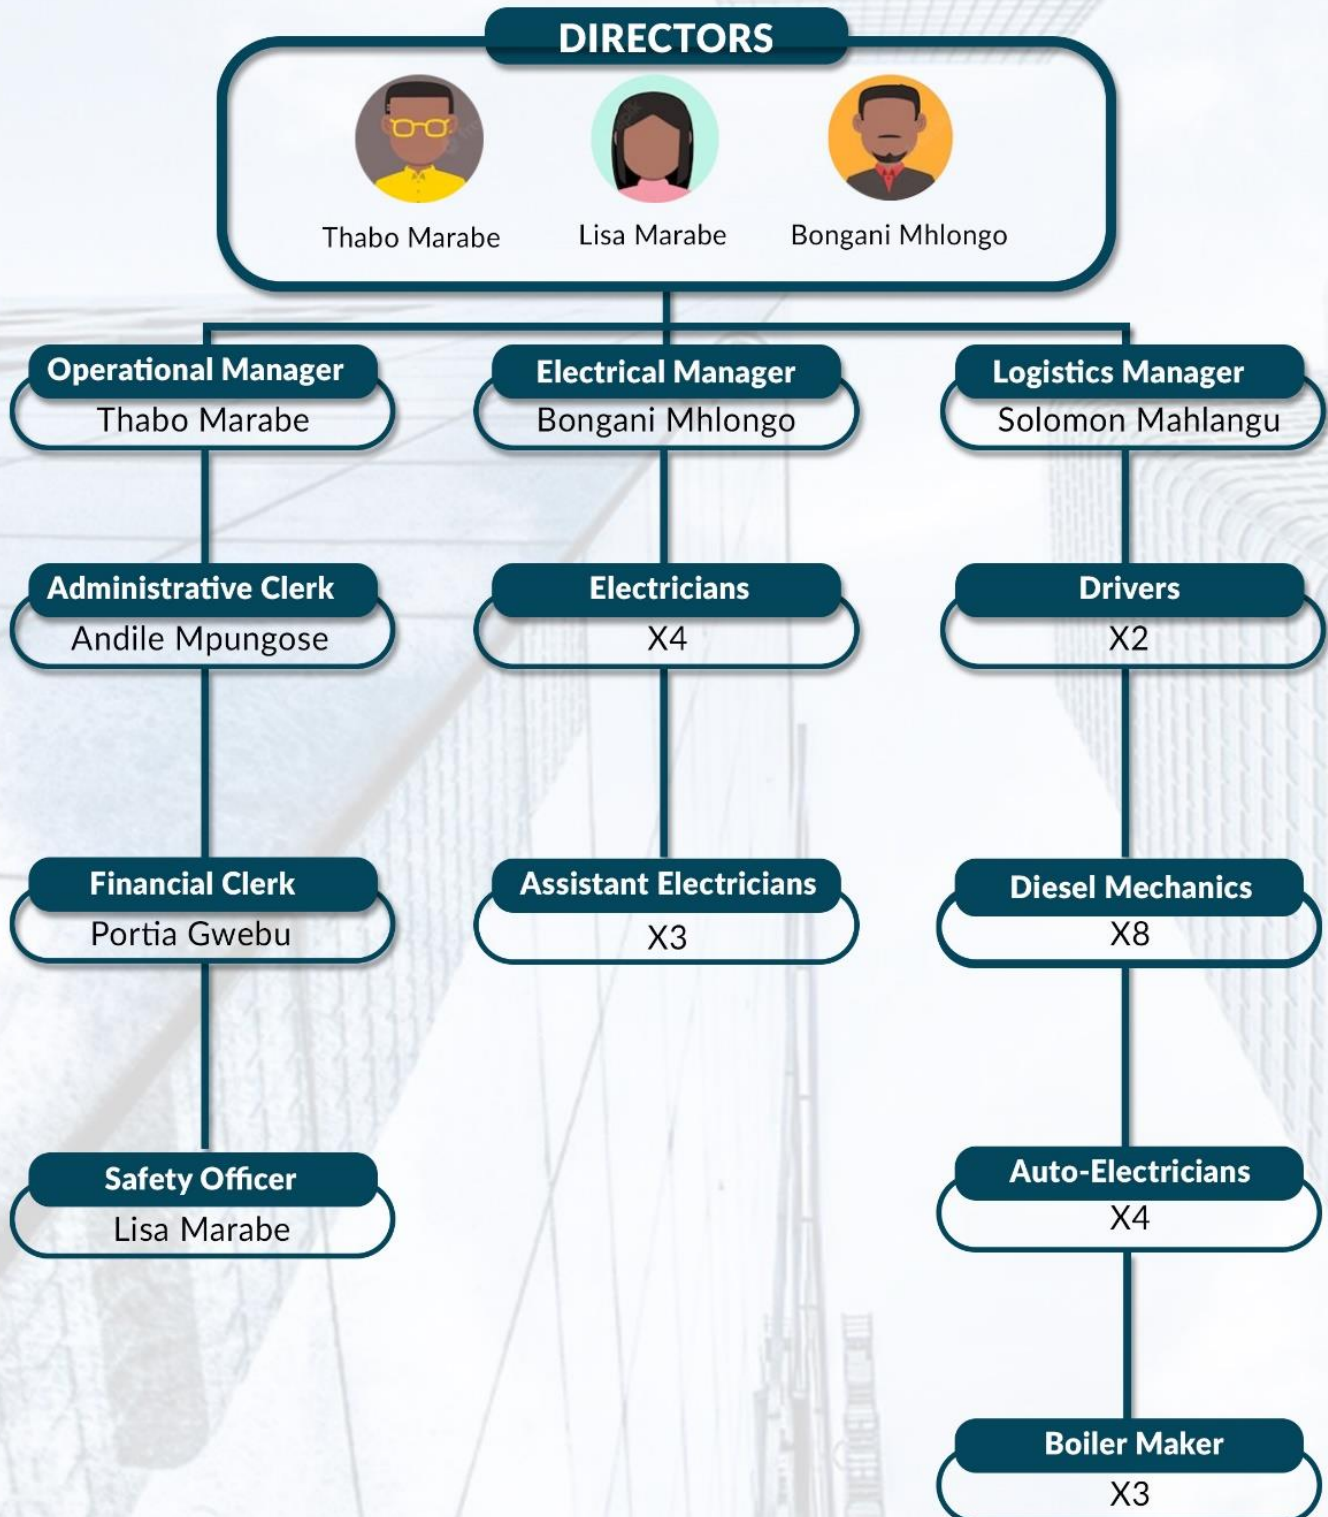 DIRECTORS
Thabo Marabe
Lisa Marabe
Bongani Mhlongo
Operational Manager
Thabo Marabe
Electrical Manager
Bongani Mhlongo
Logistics Manager
Solomon Mahlangu
Administrative Clerk
Andile Mpungose
Electricians
X4
Drivers
X2
Financial Clerk
Portia Gwebu
Assistant Electricians
X3
Diesel Mechanics
X8
Safety Officer
Lisa Marabe
Auto-Electricians
X4
Boiler Maker
X3